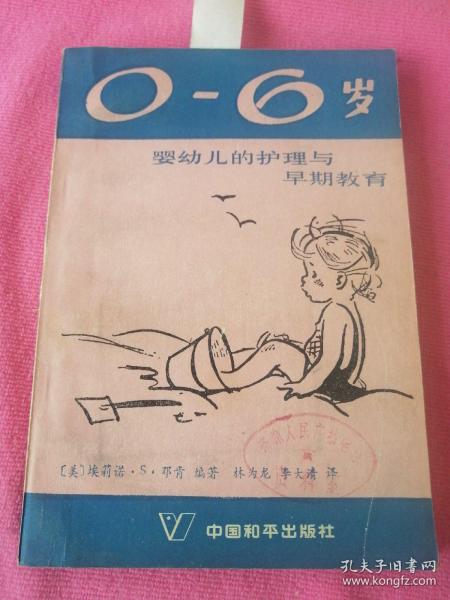 0-6岁
婴幼儿的护理与
早期教育
〔美〕埃莉诺·S·邓肯 编著 林为龙 李大清 译
中国和平出版社
孔夫子旧书网
www.kongfz.com